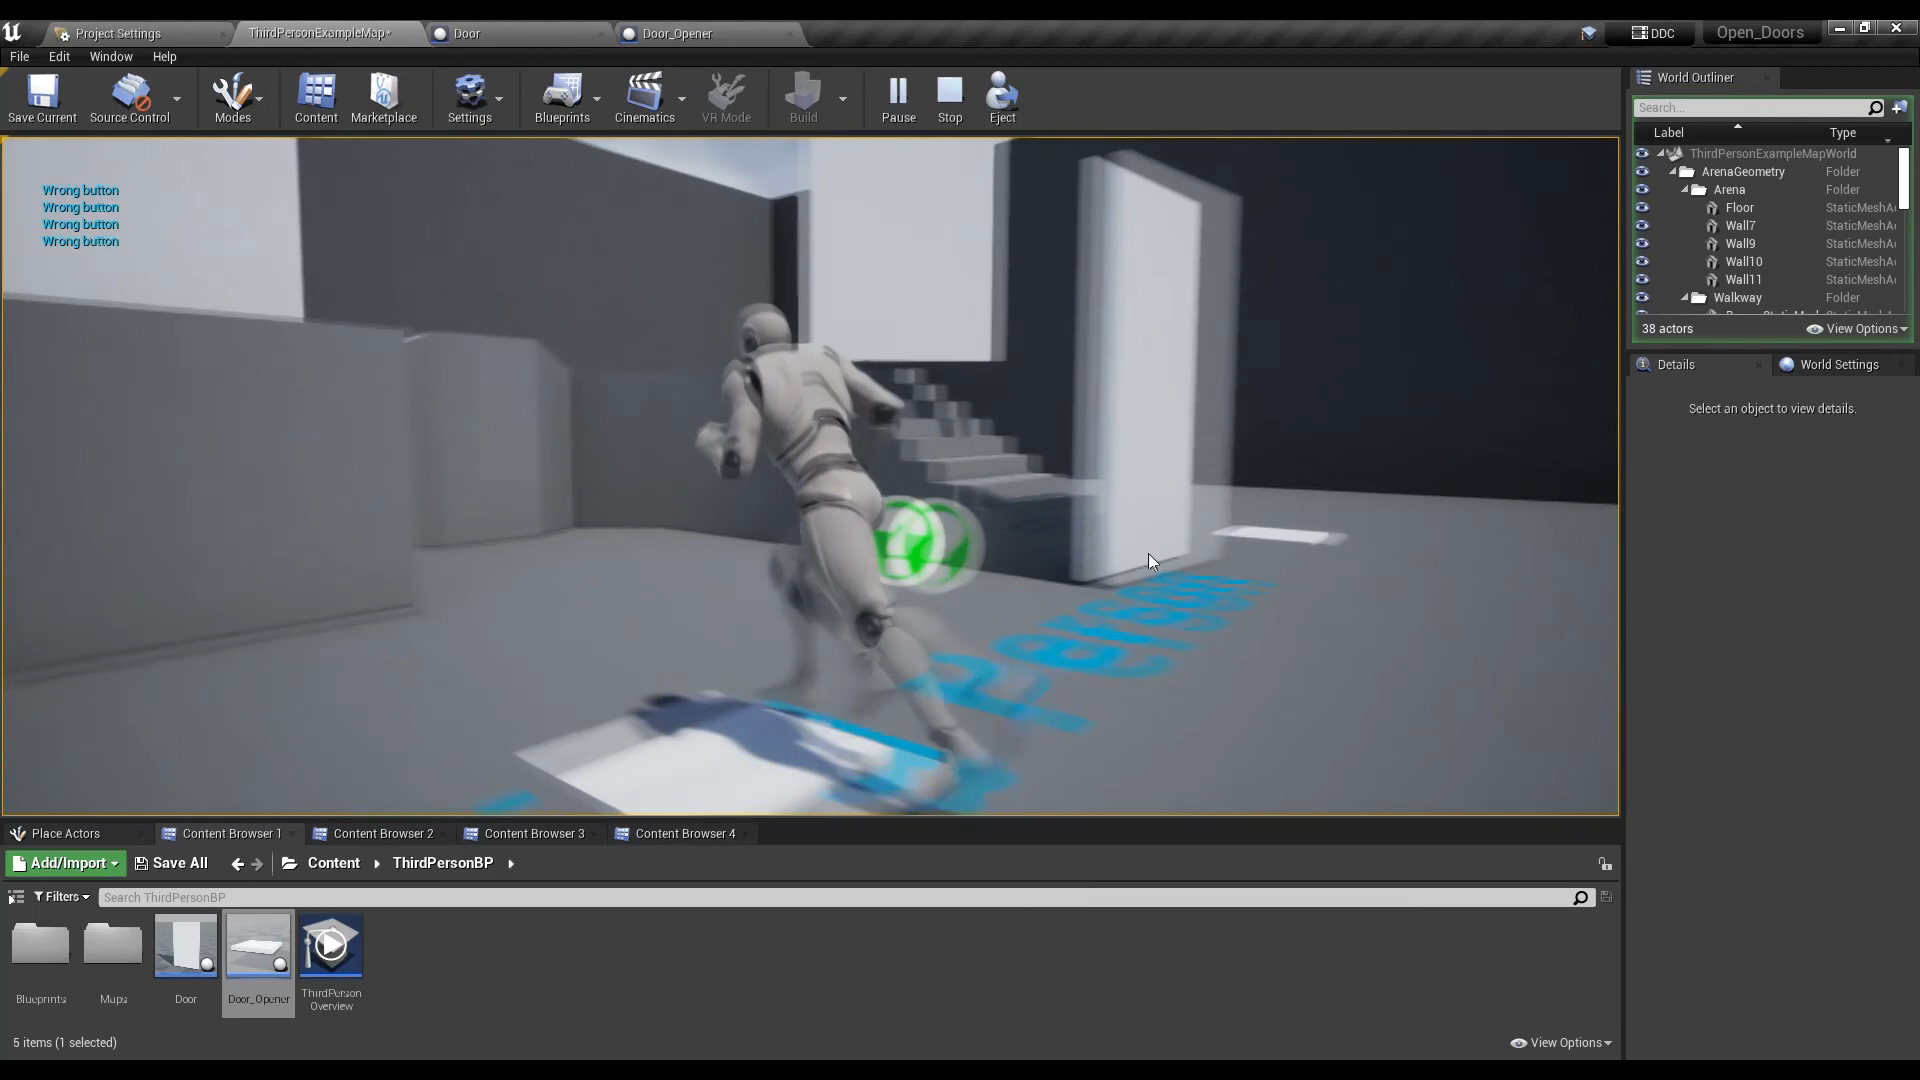 Project Settings
ThirdPersonExampleMap*
Door
Door_Opener
DDC
Open_Doors
File
Edit
Window
Help
Save Current
Source Control
Modes
Content
Marketplace
Settings
Blueprints
Cinematics
VR Mode
Build
Pause
Stop
Eject
World Outliner
Search...
Label
Type
ThirdPersonExampleMap
World
ArenaGeometry
Folder
Arena
Folder
Floor
StaticMeshA
Wall7
StaticMeshA
Wall9
StaticMeshA
Wall10
StaticMeshA
Wall11
StaticMeshA
Walkway
Folder
38 actors
View Options
Details
World Settings
Select an object to view details.
Wrong button
Wrong button
Wrong button
Wrong button
Person
Place Actors
Content Browser 1
Content Browser 2
Content Browser 3
Content Browser 4
Add/Import
Save All
Content
ThirdPersonBP
Filters
Search ThirdPersonBP
Blueprints
Maps
Door
Door_Opener
ThirdPerson
Overview
5 items (1 selected)
View Options